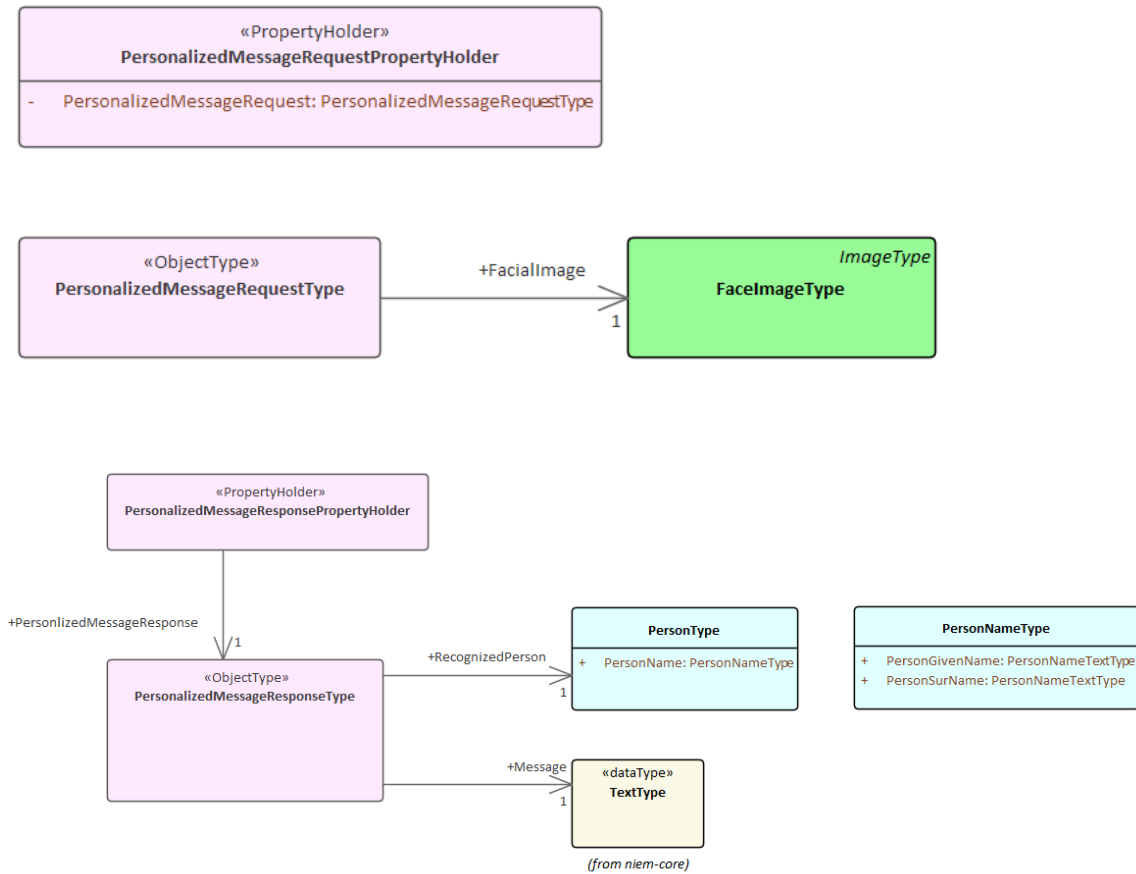 «PropertyHolder»
PersonalizedMessageRequestPropertyHolder
- PersonalizedMessageRequest: PersonalizedMessageRequestType
«ObjectType»
PersonalizedMessageRequestType
+FacialImage
1
ImageType
FaceImageType
«PropertyHolder»
PersonalizedMessageResponsePropertyHolder
+PersonlizedMessageResponse
1
«ObjectType»
PersonalizedMessageResponseType
+RecognizedPerson
1
PersonType
+ PersonName: PersonNameType
PersonNameType
+ PersonGivenName: PersonNameTextType
+ PersonSurName: PersonNameTextType
+Message
1
«dataType»
TextType
(from niem-core)